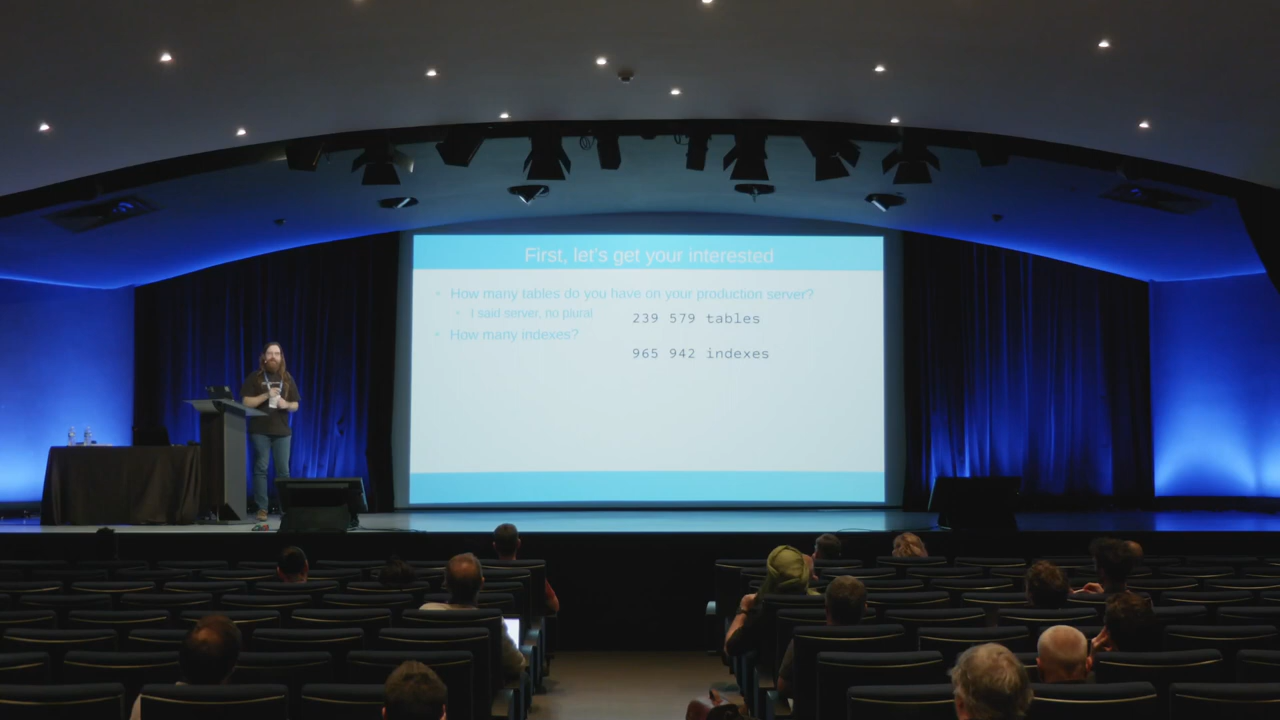 First, let's get your interested
How many tables do you have on your production server?
I said server, no plural
239 579 tables
How many indexes?
965 942 indexes